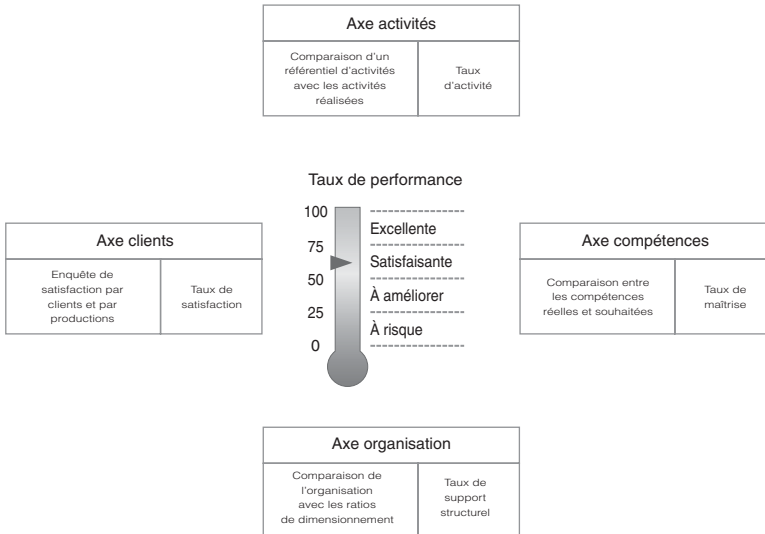 Axe activités
Comparaison d'un
référentiel d'activités
avec les activités
réalisées
Taux
d'activité
Taux de performance
100
75
50
25
0
Excellente
Satisfaisante
À améliorer
À risque
Axe clients
Enquête de
satisfaction par
clients et par
productions
Taux de
satisfaction
Axe compétences
Comparaison entre
les compétences
réelles et souhaitées
Taux de
maîtrise
Axe organisation
Comparaison de
l'organisation
avec les ratios
de dimensionnement
Taux de
support
structurel